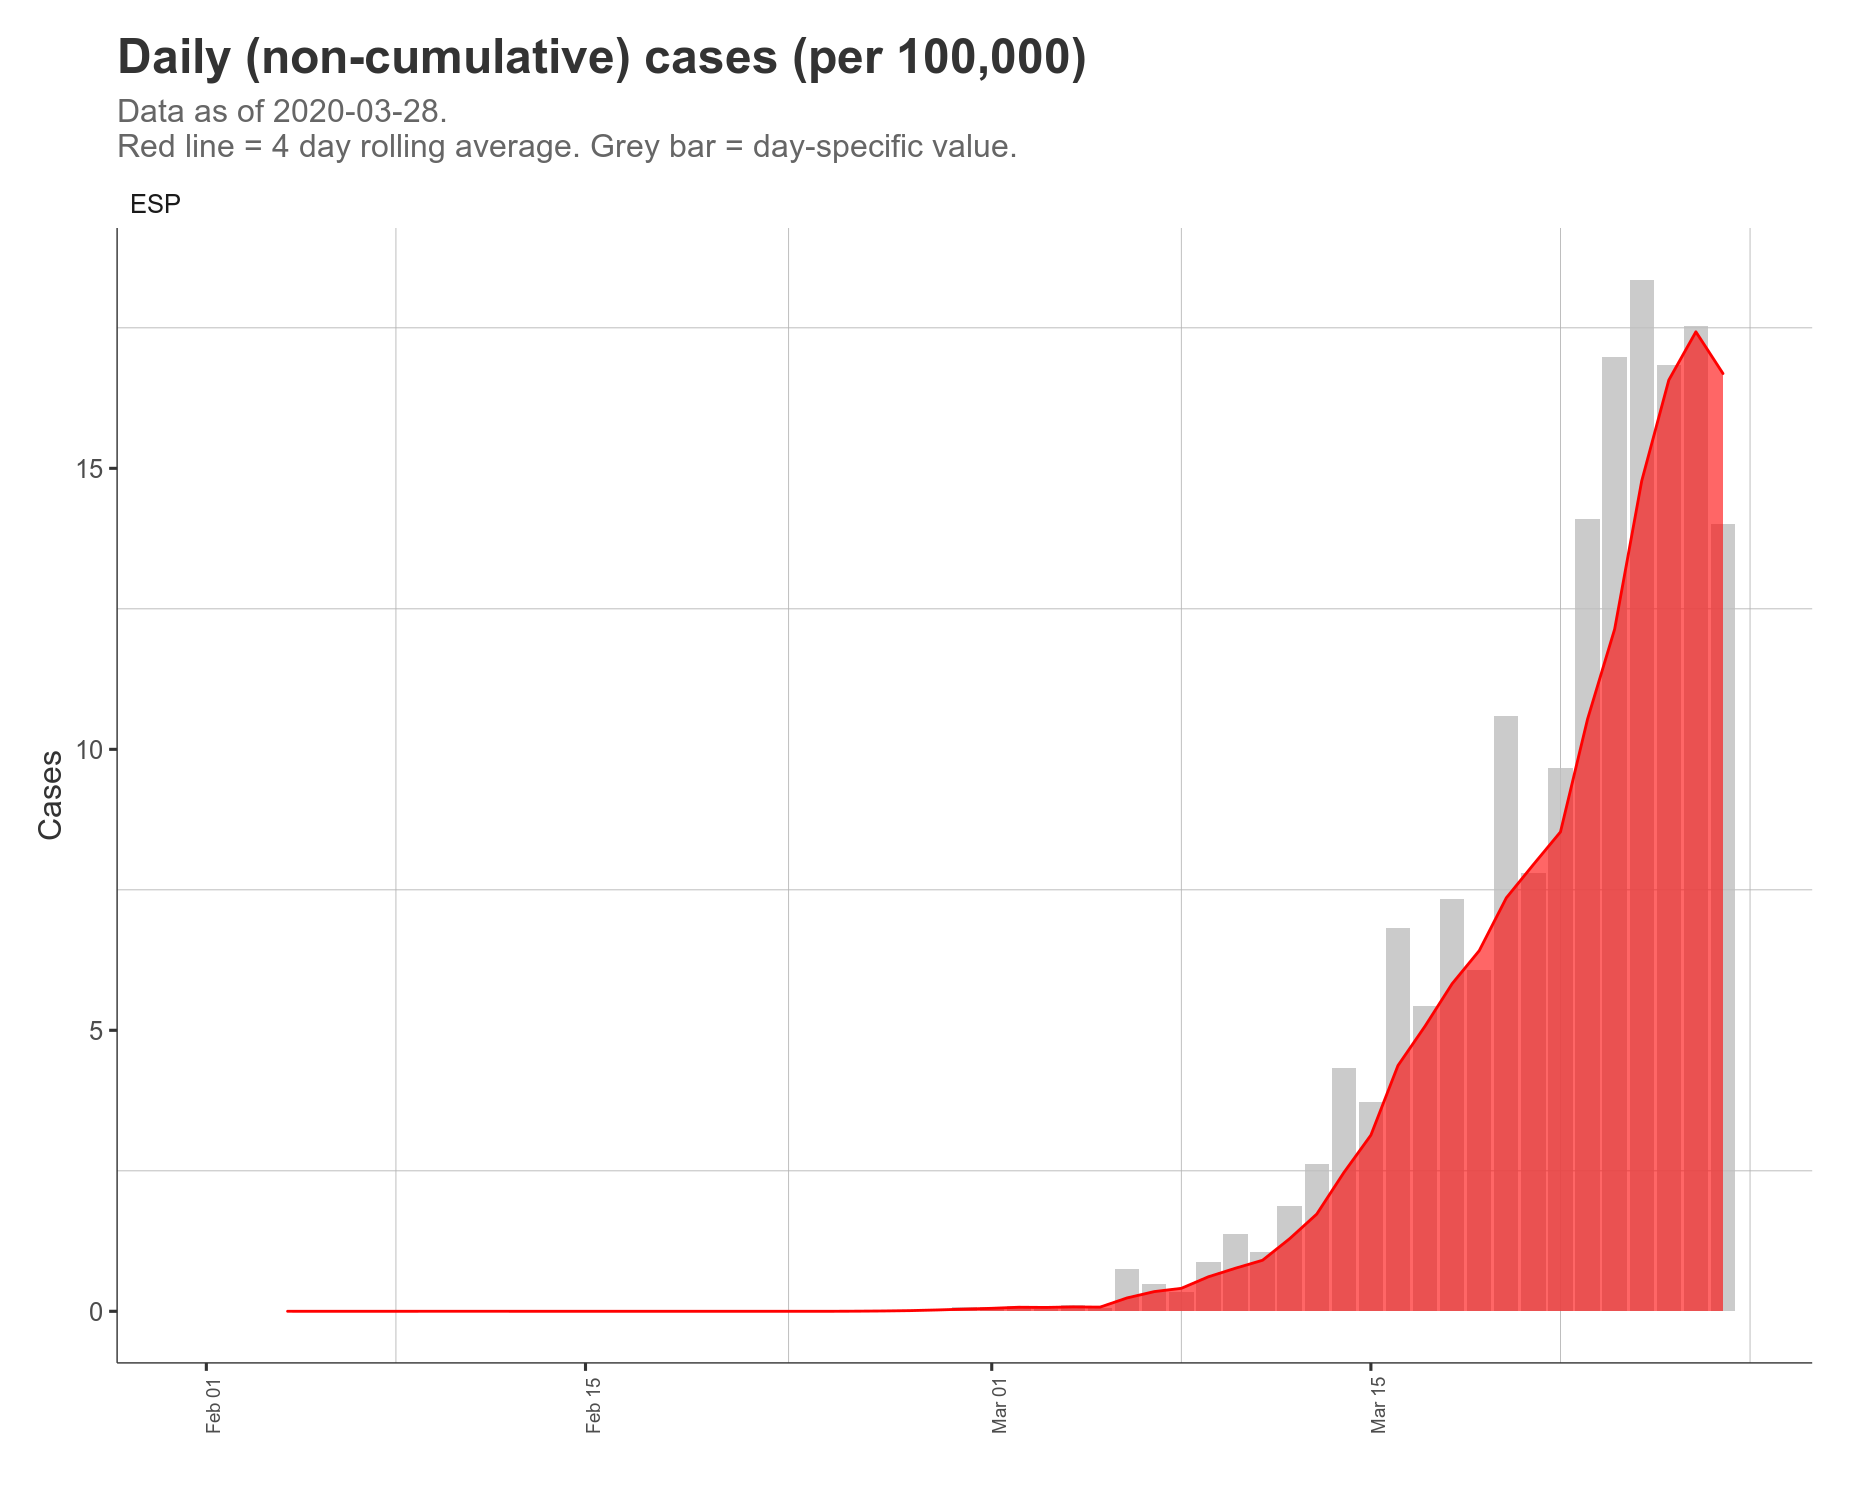 Daily (non-cumulative) cases (per 100,000)
Data as of 2020-03-28.
Red line = 4 day rolling average. Grey bar = day-specific value.
ESP
15
10
5
0
Cases
Feb 01
Feb 15
Mar 01
Mar 15